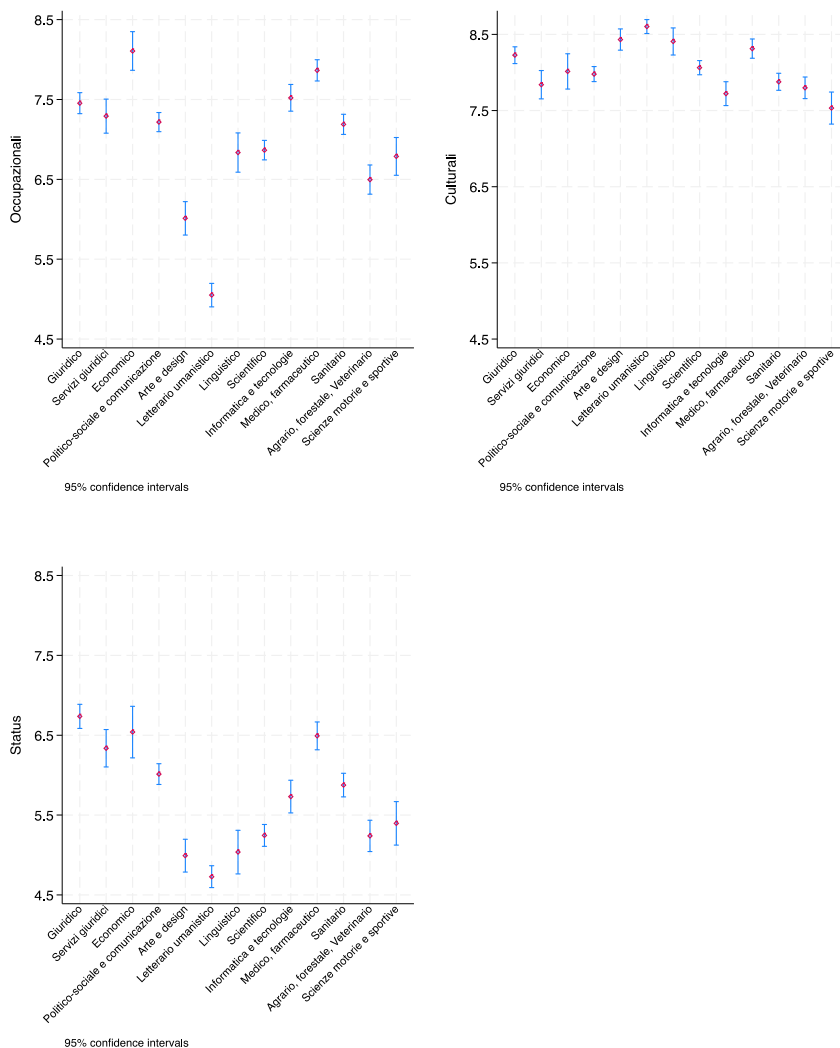 Occupazionali
8.5
7.5
6.5
5.5
4.5
Giuridico
Servizi giuridici
Economico
Politico-sociale e comunicazione
Arte e design
Letterario umanistico
Linguistico
Scientifico
Informatica e tecnologie
Medico, farmaceutico
Sanitario
Agrario, forestale, Veterinario
Scienze motorie e sportive
95% confidence intervals
Culturali
8.5
7.5
6.5
5.5
4.5
Giuridico
Servizi giuridici
Economico
Politico-sociale e comunicazione
Arte e design
Letterario umanistico
Linguistico
Scientifico
Informatica e tecnologie
Medico, farmaceutico
Sanitario
Agrario, forestale, Veterinario
Scienze motorie e sportive
95% confidence intervals
Status
8.5
7.5
6.5
5.5
4.5
Giuridico
Servizi giuridici
Economico
Politico-sociale e comunicazione
Arte e design
Letterario umanistico
Linguistico
Scientifico
Informatica e tecnologie
Medico, farmaceutico
Sanitario
Agrario, forestale, Veterinario
Scienze motorie e sportive
95% confidence intervals